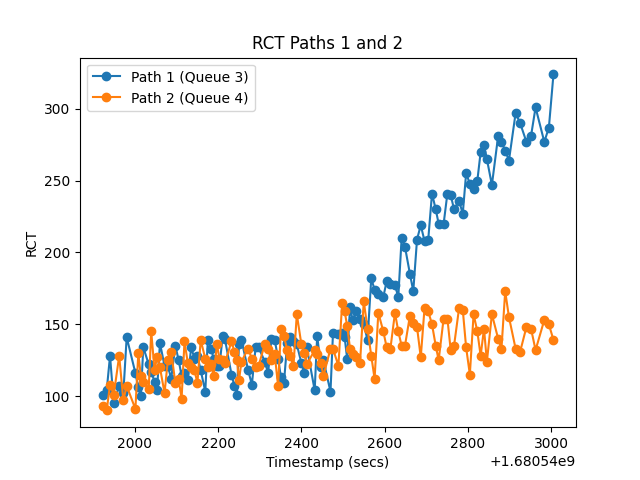 RCT Paths 1 and 2
Path 1 (Queue 3)
Path 2 (Queue 4)
RCT
300
250
200
150
100
2000 2200 2400 2600 2800 3000
Timestamp (secs)
+1.68054e9